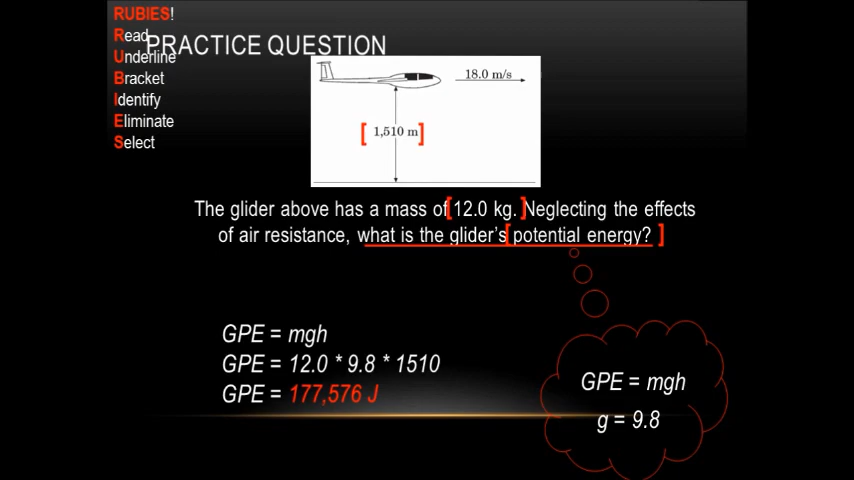 RUBIES!
Read
Underline
Bracket
Identify
Eliminate
Select
PRACTICE QUESTION
18.0 m/s
[ 1,510 m ]
The glider above has a mass of [ 12.0 kg. ] Neglecting the effects
of air resistance, what is the glider's [ potential energy? ]
GPE = mgh
GPE = 12.0 * 9.8 * 1510
GPE = 177,576 J
GPE = mgh
g = 9.8